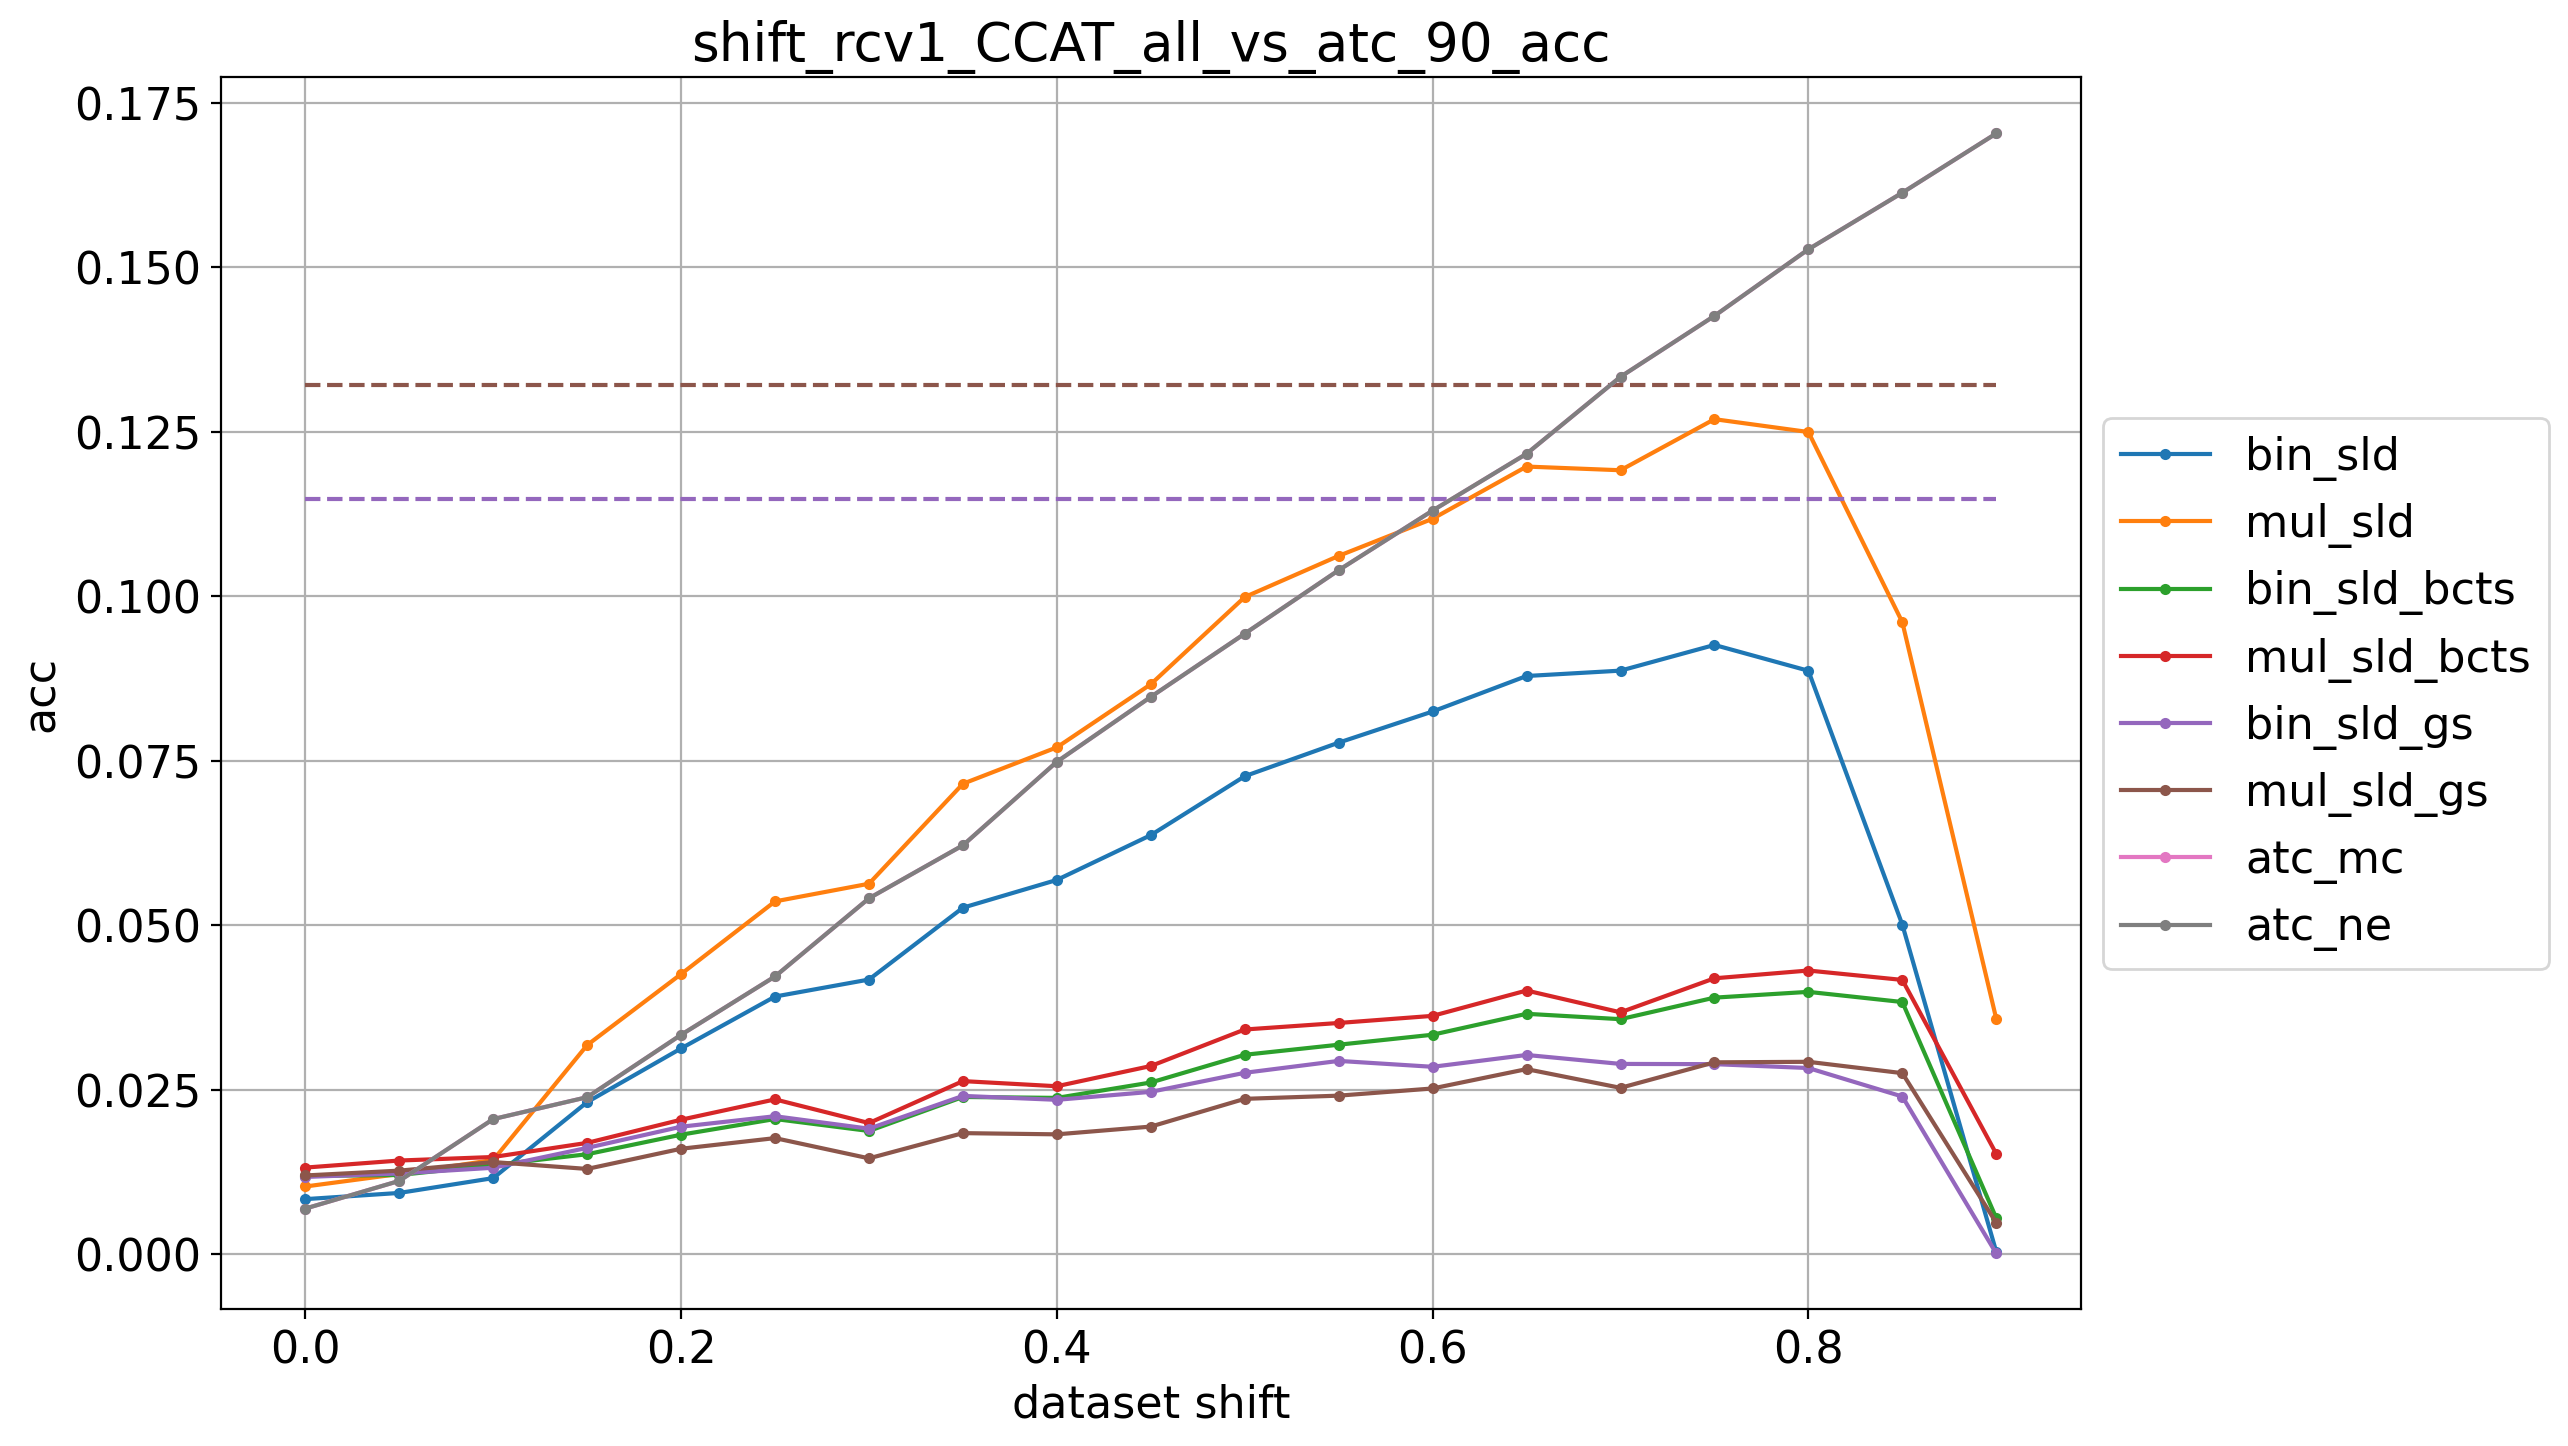 shift_rcv1_CCAT_all_vs_atc_90_acc
0.175
0.150
0.125
0.100
0.075
0.050
0.025
0.000
acc
0.0 0.2 0.4 0.6 0.8
dataset shift
bin_sld
mul_sld
bin_sld_bcts
mul_sld_bcts
bin_sld_gs
mul_sld_gs
atc_mc
atc_ne